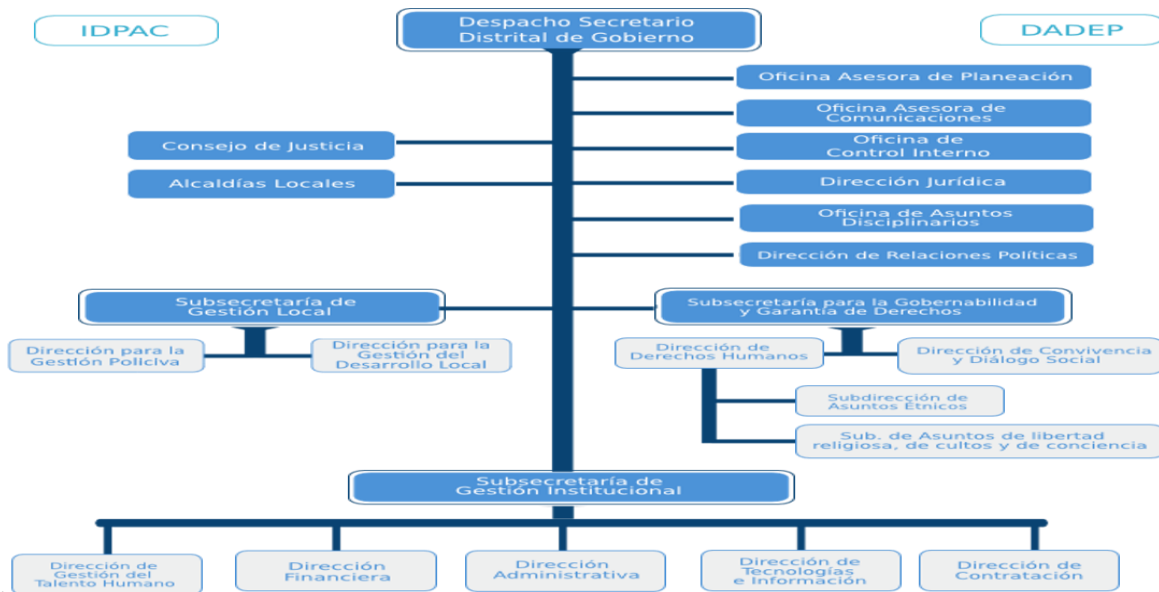 IDPAC
Despacho Secretario
Distrital de Gobierno
DADEP
Oficina Asesora de Planeación
Oficina Asesora de
Comunicaciones
Consejo de Justicia
Oficina de
Control Interno
Alcaldías Locales
Dirección Jurídica
Oficina de Asuntos
Disciplinarios
Dirección de Relaciones Políticas
Subsecretaría de
Gestión Local
Subsecretaría para la Gobernabilidad
y Garantía de Derechos
Dirección para la
Gestión Policiva
Dirección para la
Gestión del
Desarrollo Local
Dirección de
Derechos Humanos
Dirección de Convivencia
y Diálogo Social
Subdirección de
Asuntos Étnicos
Sub. de Asuntos de libertad
religiosa, de cultos y de conciencia
Subsecretaría de
Gestión Institucional
Dirección de
Gestión del
Talento Humano
Dirección
Financiera
Dirección
Administrativa
Dirección de
Tecnologías
e Información
Dirección de
Contratación